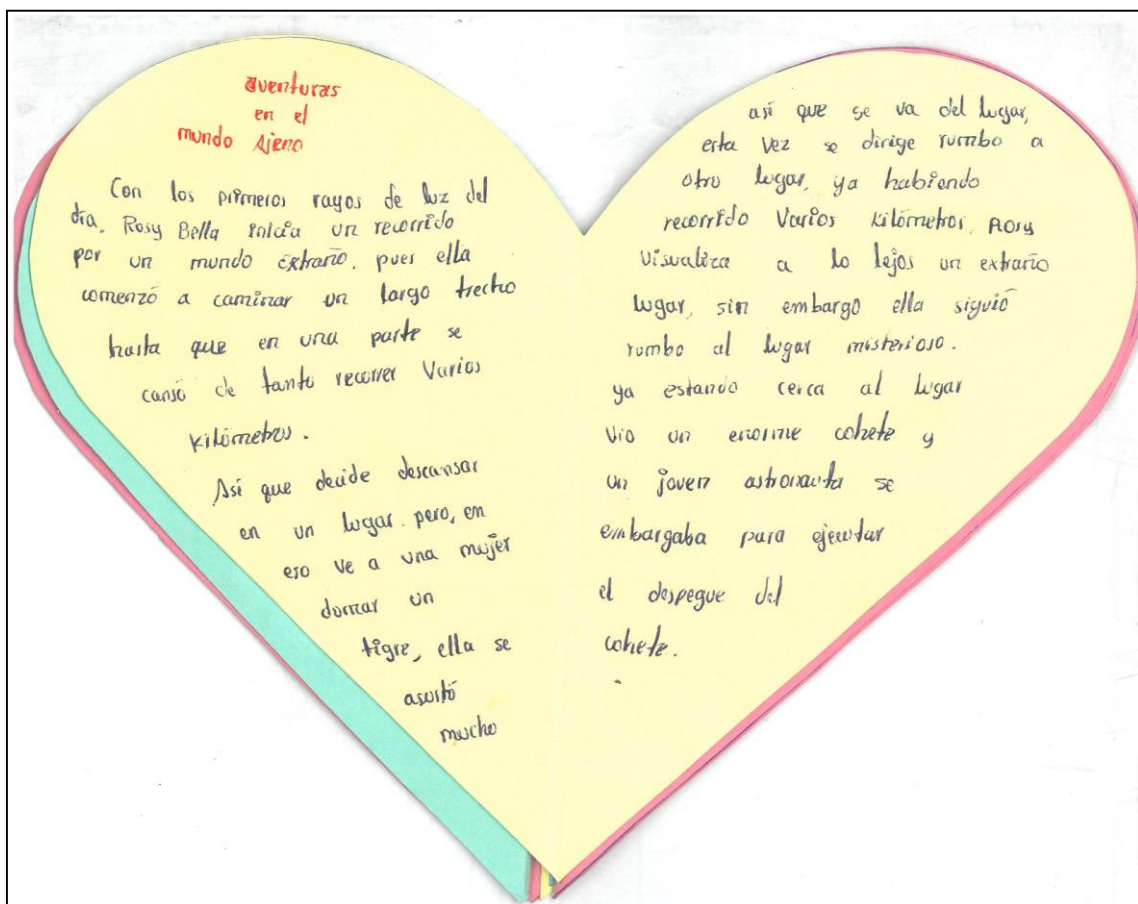 aventuras
en el
mundo Ajeno
Con los primeros rayos de luz del
día, Rosy Bella inicia un recorrido
por un mundo extraño, pues ella
comenzó a caminar un largo trecho
hasta que en una parte se
cansó de tanto recorrer Varios
Kilómetros.
Así que decide descansar
en un lugar. pero, en
eso ve a una mujer
domar un
tigre, ella se
asustó
mucho
así que se va del lugar,
esta vez se dirige rumbo a
otro lugar, ya habiendo
recorrido Varios Kilómetros, Rosy
visualiza a lo lejos un extraño
lugar, sin embargo ella siguió
rumbo al lugar misterioso.
ya estando cerca al lugar
vio un enorme cohete y
un joven astronauta se
embargaba para ejecutar
el despegue del
cohete.